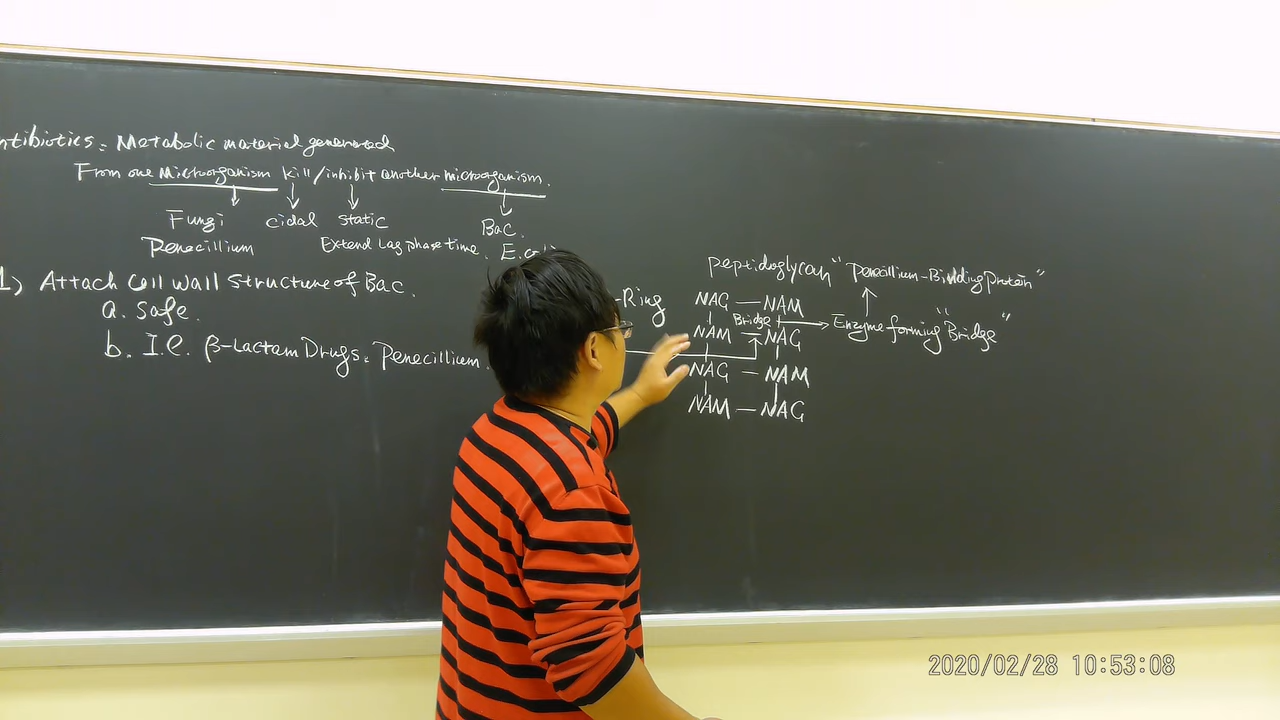 ntibiotics = Metabolic material generated
From one Microorganism kill/inhibit another microorganism.
Fungi cidal static Bac.
Penecillium Extend Lag phase time. E. col
1) Attach Cell Wall Structure of Bac.
a. Safe.
b. I.e. β-Lactam Drugs = Penecillium.
-Ring
peptidoglycan "Penecillium-Binding Protein"
NAG — NAM
Bridge
Enzyme forming "Bridge"
NAM — NAG
NAG — NAM
NAM — NAG
2020/02/28 10:53:08